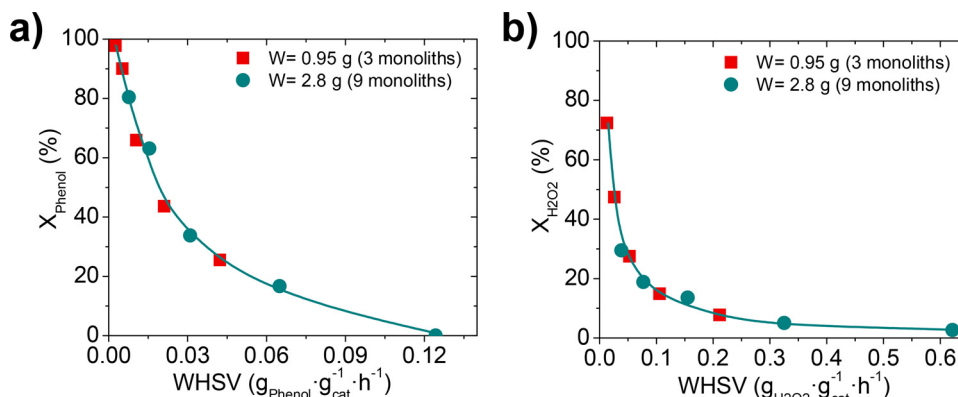 a)
100
80
60
40
20
0
X_Phenol (%)
W= 0.95 g (3 monoliths)
W= 2.8 g (9 monoliths)
0.00 0.03 0.06 0.09 0.12
WHSV (g_Phenol·g_cat^-1·h^-1)
b)
100
80
60
40
20
0
X_H2O2 (%)
W= 0.95 g (3 monoliths)
W= 2.8 g (9 monoliths)
0.0 0.1 0.2 0.3 0.4 0.5 0.6
WHSV (g_H2O2·g_cat^-1·h^-1)